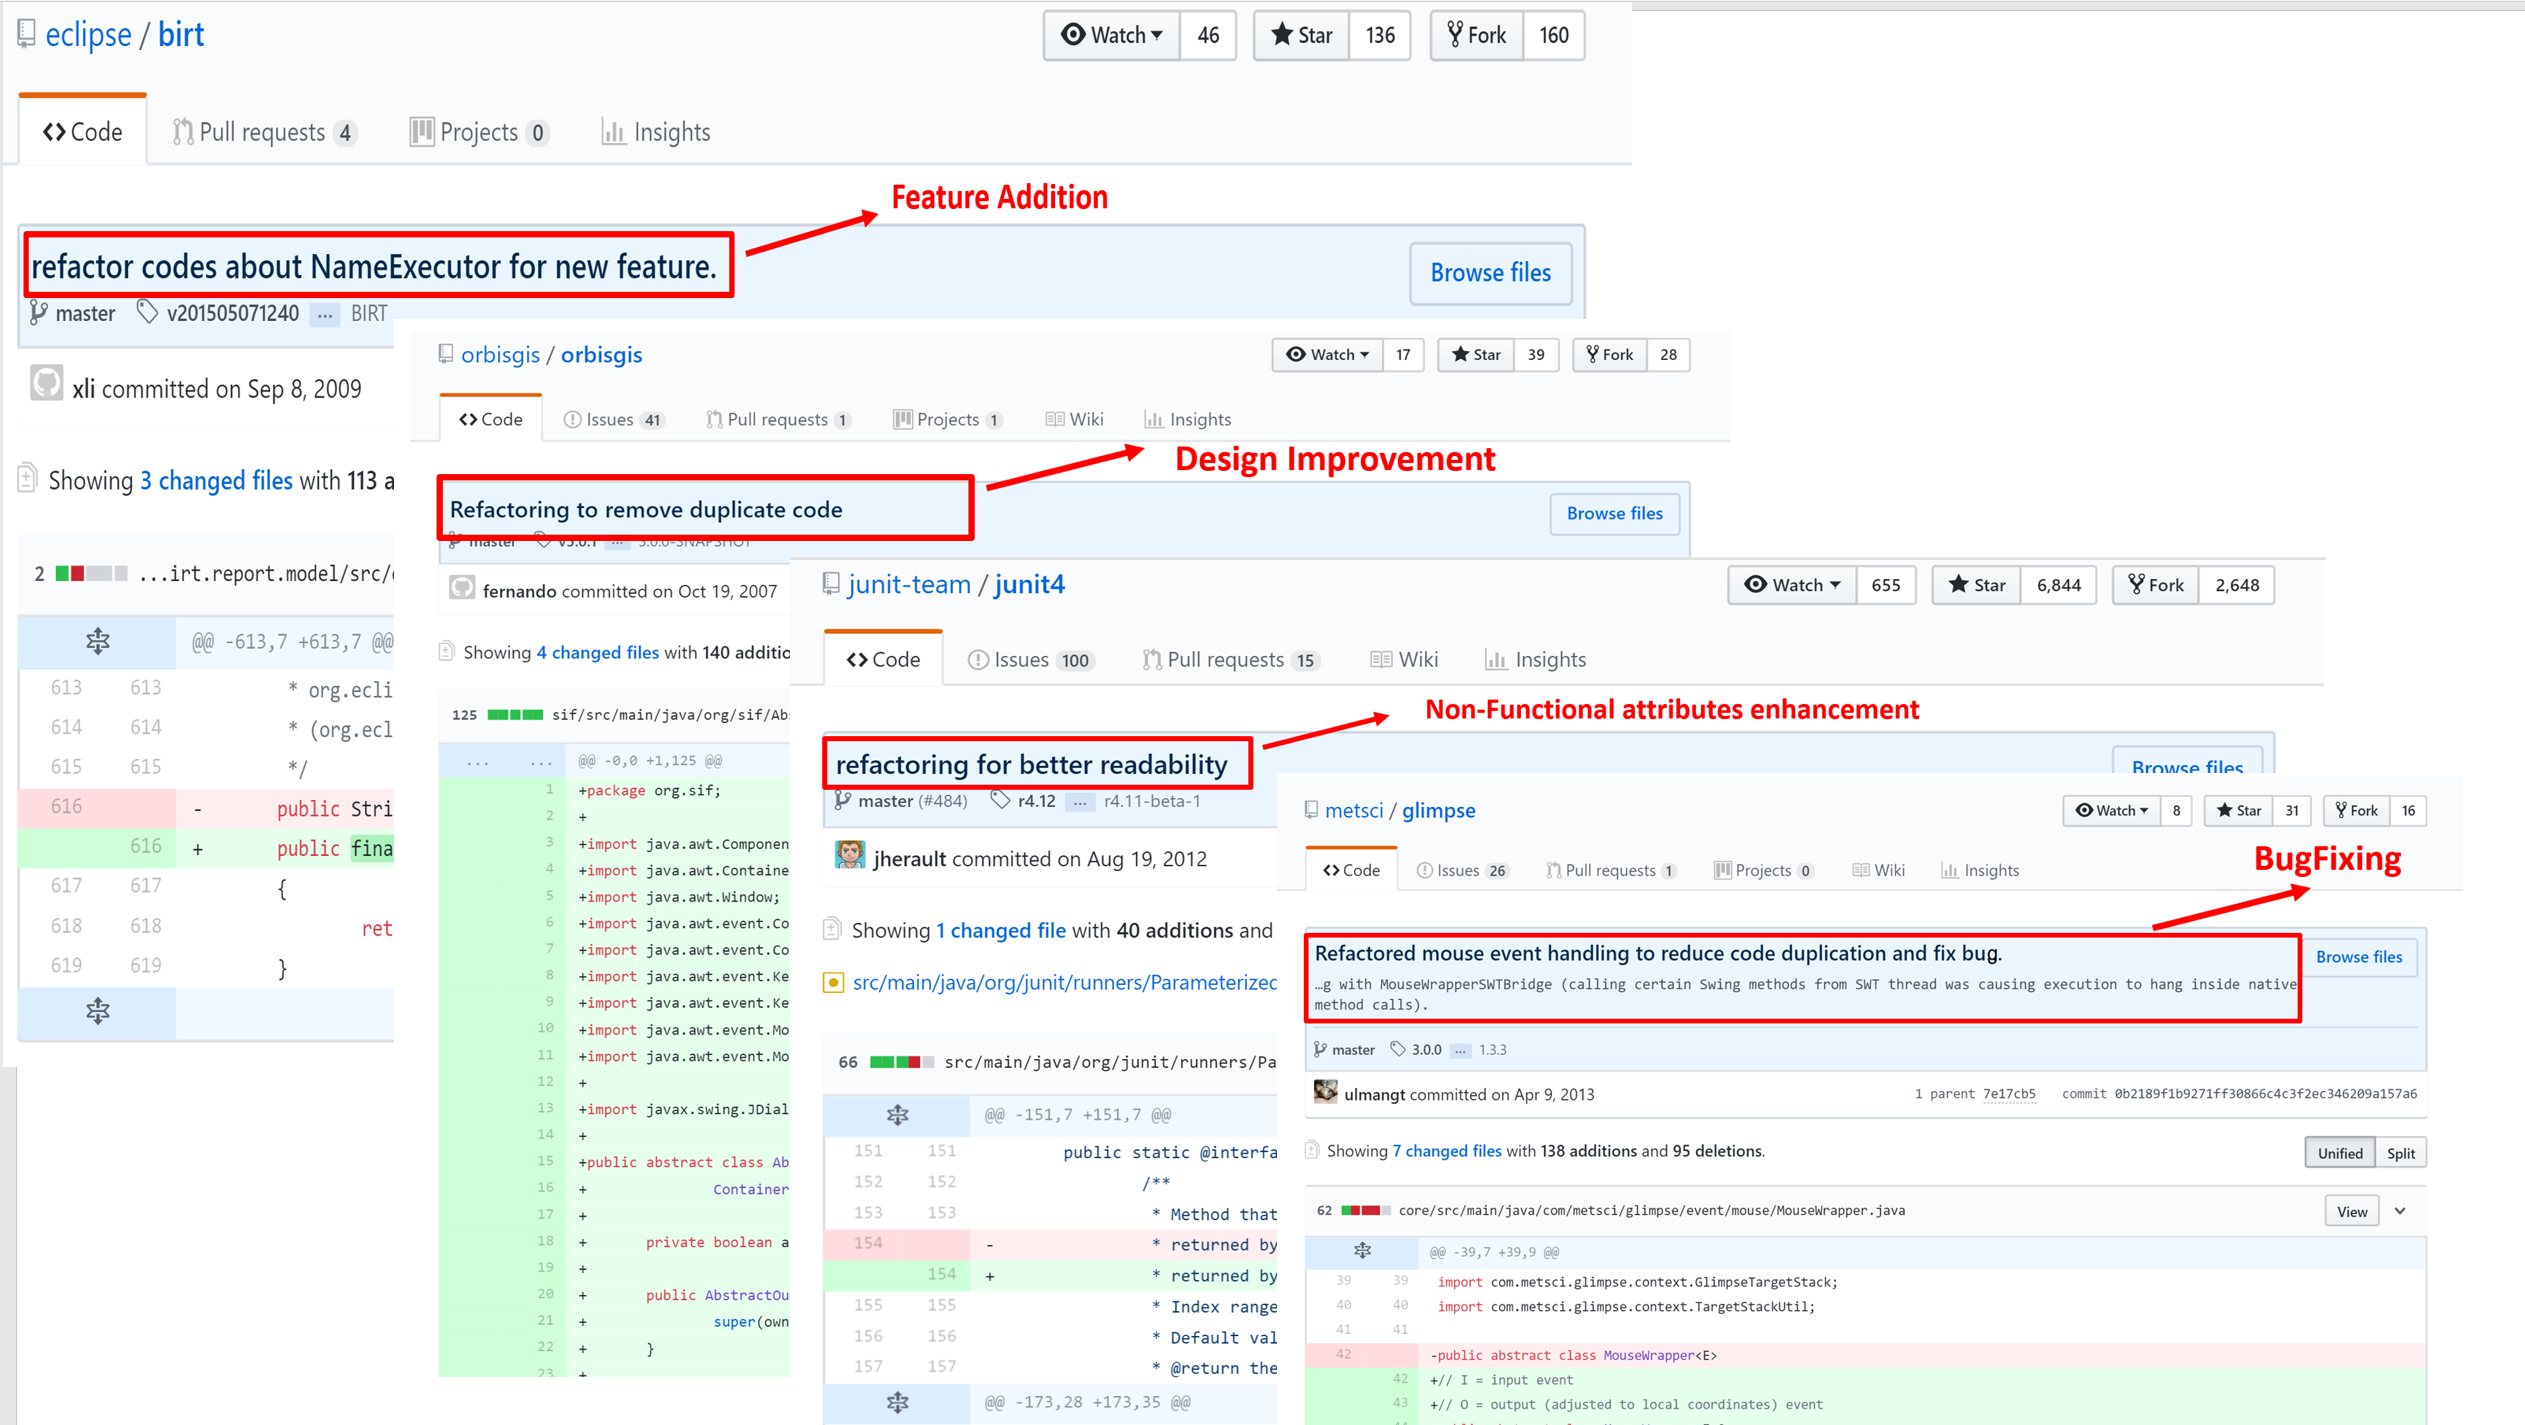 eclipse / birt
Watch 46 Star 136 Fork 160
Code Pull requests 4 Projects 0 Insights
Feature Addition
refactor codes about NameExecutor for new feature.
Browse files
master v201505071240 ... BIRT
xli committed on Sep 8, 2009
Showing 3 changed files with 113 a
2 ...irt.report.model/src/
@@ -613,7 +613,7 @@
613 613 * org.ecli
614 614 * (org.ecl
615 615 */
616 - public Stri
616 + public fina
617 617 {
618 618 ret
619 619 }
orbisgis / orbisgis
Watch 17 Star 39 Fork 28
Code Issues 41 Pull requests 1 Projects 1 Wiki Insights
Design Improvement
Refactoring to remove duplicate code
Browse files
master v3.0.1 ... 3.0.0-SNAPSHOT
fernando committed on Oct 19, 2007
Showing 4 changed files with 140 additio
125 sif/src/main/java/org/sif/Ab
... ... @@ -0,0 +1,125 @@
1 +package org.sif;
2 +
3 +import java.awt.Componen
4 +import java.awt.Containe
5 +import java.awt.Window;
6 +import java.awt.event.Co
7 +import java.awt.event.Co
8 +import java.awt.event.Ke
9 +import java.awt.event.Ke
10 +import java.awt.event.Mo
11 +import java.awt.event.Mo
12 +
13 +import javax.swing.JDial
14 +
15 +public abstract class Ab
16 + Container
17 +
18 + private boolean a
19 +
20 + public AbstractOu
21 + super(own
22 + }
23 +
junit-team / junit4
Watch 655 Star 6,844 Fork 2,648
Code Issues 100 Pull requests 15 Wiki Insights
Non-Functional attributes enhancement
refactoring for better readability
Browse files
master (#484) r4.12 ... r4.11-beta-1
jherault committed on Aug 19, 2012
Showing 1 changed file with 40 additions and
src/main/java/org/junit/runners/Parameterized
66 src/main/java/org/junit/runners/Pa
@@ -151,7 +151,7 @@
151 151 public static @interfa
152 152 /**
153 153 * Method that
154 - * returned by
154 + * returned by
155 155 * Index range
156 156 * Default val
157 157 * @return the
@@ -173,28 +173,35 @@
metsci / glimpse
Watch 8 Star 31 Fork 16
Code Issues 26 Pull requests 1 Projects 0 Wiki Insights
BugFixing
Refactored mouse event handling to reduce code duplication and fix bug.
Browse files
…g with MouseWrapperSWTBridge (calling certain Swing methods from SWT thread was causing execution to hang inside native
method calls).
master 3.0.0 ... 1.3.3
ulmangt committed on Apr 9, 2013 1 parent 7e17cb5 commit 0b2189f1b9271ff30866c4c3f2ec346209a157a6
Showing 7 changed files with 138 additions and 95 deletions.
Unified Split
62 core/src/main/java/com/metsci/glimpse/event/mouse/MouseWrapper.java View
@@ -39,7 +39,9 @@
39 39 import com.metsci.glimpse.context.GlimpseTargetStack;
40 40 import com.metsci.glimpse.context.TargetStackUtil;
41 41
42 -public abstract class MouseWrapper<E>
42 +// I = input event
43 +// O = output (adjusted to local coordinates) event